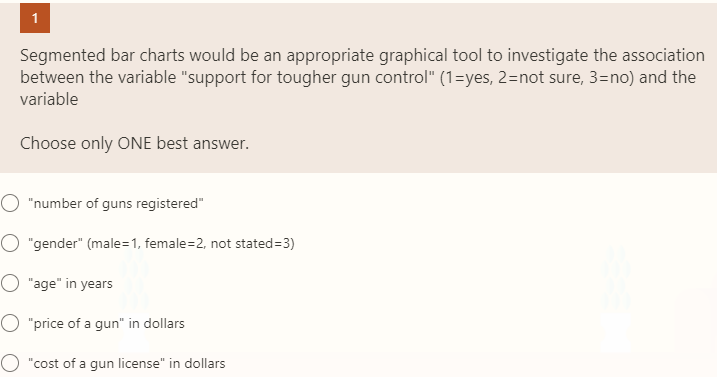 1
Segmented bar charts would be an appropriate graphical tool to investigate the association
between the variable "support for tougher gun control" (1=yes, 2=not sure, 3=no) and the
variable
Choose only ONE best answer.
"number of guns registered"
"gender" (male=1, female=2, not stated=3)
"age" in years
"price of a gun" in dollars
"cost of a gun license" in dollars